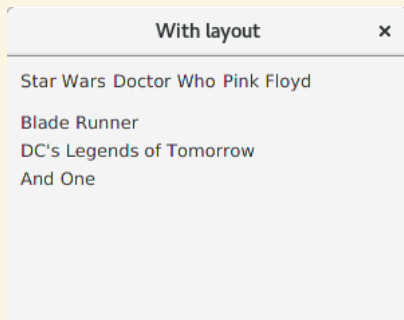 With layout ×
Star Wars Doctor Who Pink Floyd
Blade Runner
DC's Legends of Tomorrow
And One